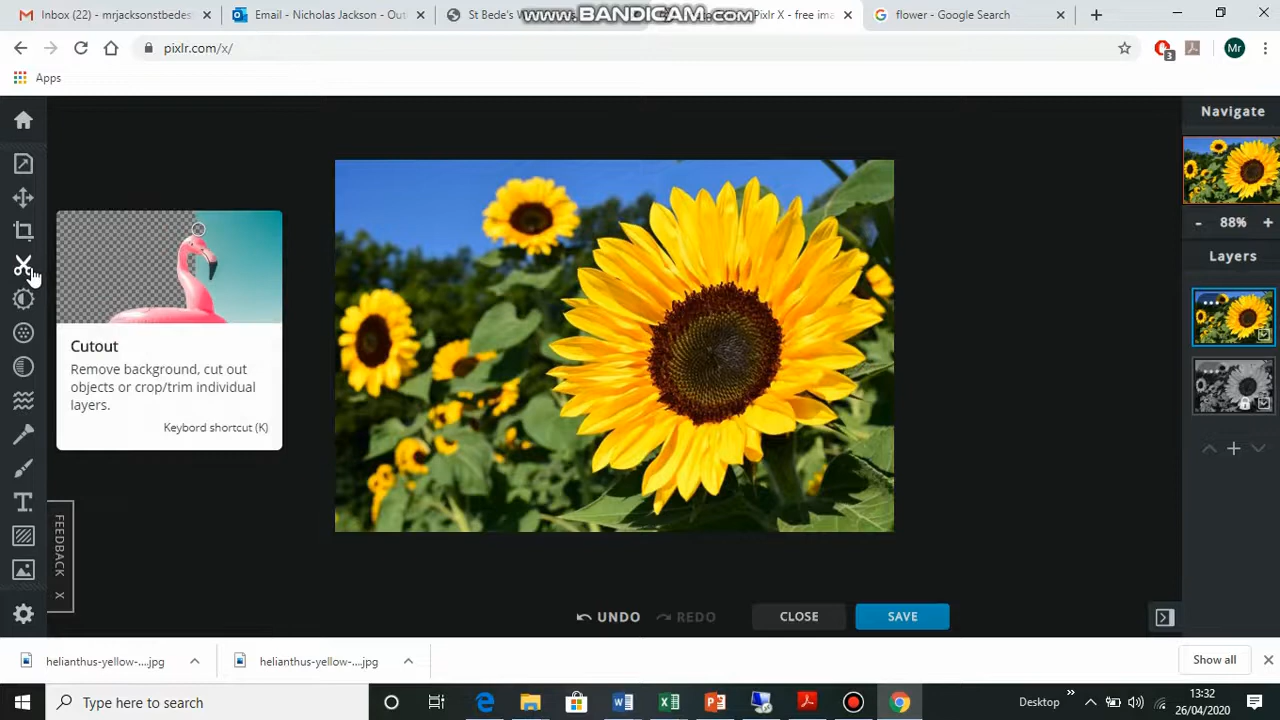 Inbox (22) - mrjacksonstbedes
Email - Nicholas Jackson - Out
St Bede's W
Pixlr X - free ima
flower - Google Search
www.BANDICAM.com
pixlr.com/x/
3
Mr
Apps
Navigate
88%
Layers
Cutout
Remove background, cut out
objects or crop/trim individual
layers.
Keybord shortcut (K)
FEEDBACK X
UNDO
REDO
CLOSE
SAVE
helianthus-yellow-....jpg
helianthus-yellow-....jpg
Show all
Type here to search
Desktop
13:32
26/04/2020